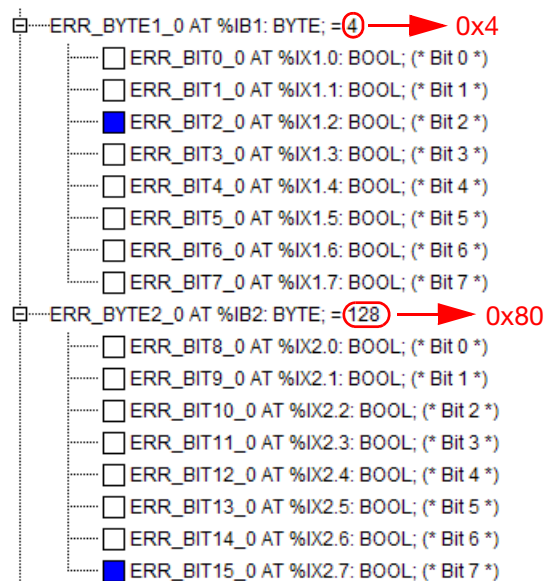 ERR_BYTE1_0 AT %IB1: BYTE; = 4 0x4
ERR_BIT0_0 AT %IX1.0: BOOL; (* Bit 0 *)
ERR_BIT1_0 AT %IX1.1: BOOL; (* Bit 1 *)
ERR_BIT2_0 AT %IX1.2: BOOL; (* Bit 2 *)
ERR_BIT3_0 AT %IX1.3: BOOL; (* Bit 3 *)
ERR_BIT4_0 AT %IX1.4: BOOL; (* Bit 4 *)
ERR_BIT5_0 AT %IX1.5: BOOL; (* Bit 5 *)
ERR_BIT6_0 AT %IX1.6: BOOL; (* Bit 6 *)
ERR_BIT7_0 AT %IX1.7: BOOL; (* Bit 7 *)
ERR_BYTE2_0 AT %IB2: BYTE; = 128 0x80
ERR_BIT8_0 AT %IX2.0: BOOL; (* Bit 0 *)
ERR_BIT9_0 AT %IX2.1: BOOL; (* Bit 1 *)
ERR_BIT10_0 AT %IX2.2: BOOL; (* Bit 2 *)
ERR_BIT11_0 AT %IX2.3: BOOL; (* Bit 3 *)
ERR_BIT12_0 AT %IX2.4: BOOL; (* Bit 4 *)
ERR_BIT13_0 AT %IX2.5: BOOL; (* Bit 5 *)
ERR_BIT14_0 AT %IX2.6: BOOL; (* Bit 6 *)
ERR_BIT15_0 AT %IX2.7: BOOL; (* Bit 7 *)